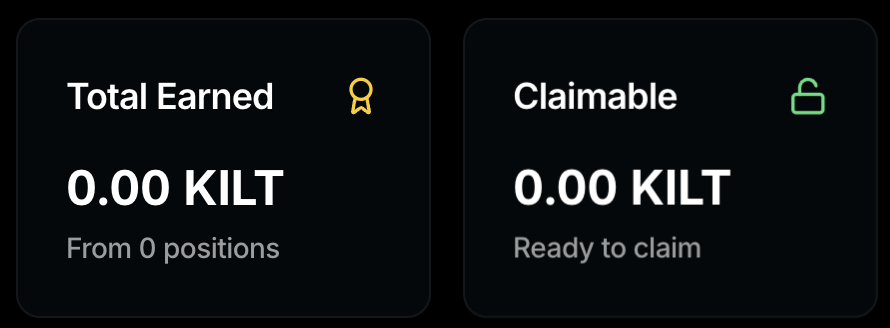 Total Earned
0.00 KILT
From 0 positions
Claimable
0.00 KILT
Ready to claim